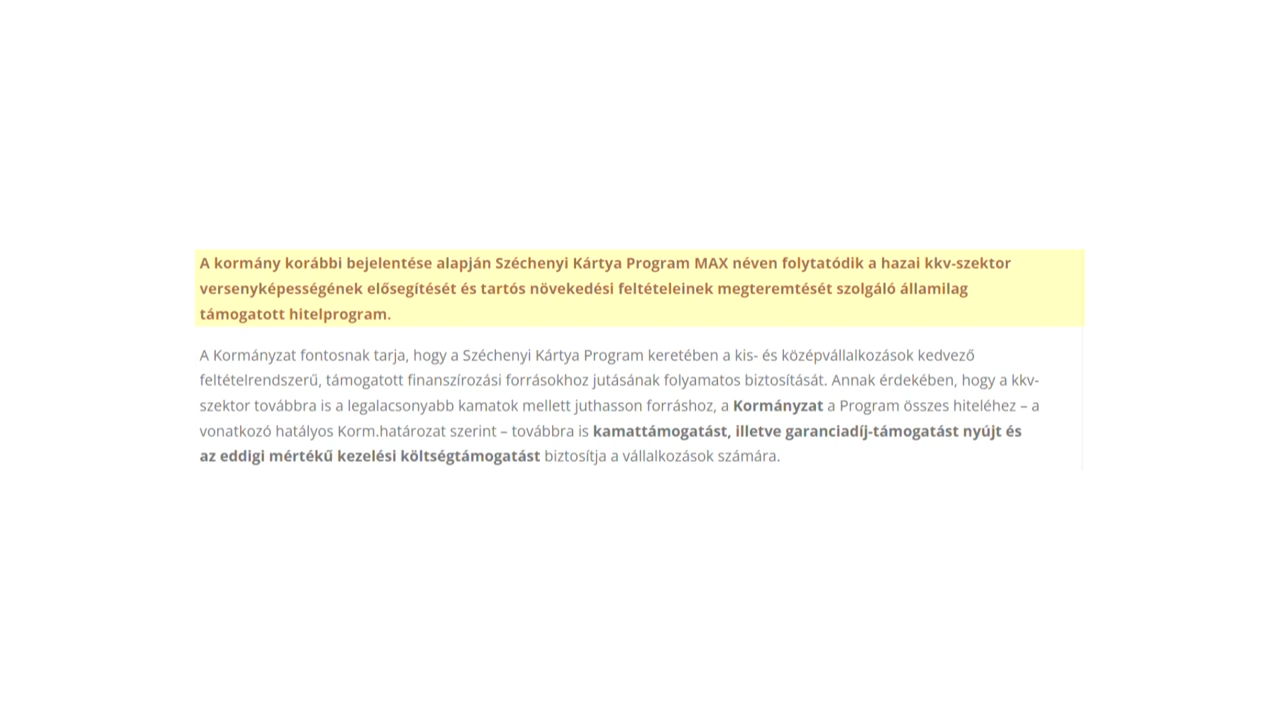 A kormány korábbi bejelentése alapján Széchenyi Kártya Program MAX néven folytatódik a hazai kkv-szektor
versenyképességének elősegítését és tartós növekedési feltételeinek megteremtését szolgáló államilag
támogatott hitelprogram.
A Kormányzat fontosnak tarja, hogy a Széchenyi Kártya Program keretében a kis- és középvállalkozások kedvező
feltételrendszerű, támogatott finanszírozási forrásokhoz jutásának folyamatos biztosítását. Annak érdekében, hogy a kkv-
szektor továbbra is a legalacsonyabb kamatok mellett juthasson forráshoz, a Kormányzat a Program összes hiteléhez – a
vonatkozó hatályos Korm.határozat szerint – továbbra is kamattámogatást, illetve garanciadíj-támogatást nyújt és
az eddigi mértékű kezelési költségtámogatást biztosítja a vállalkozások számára.